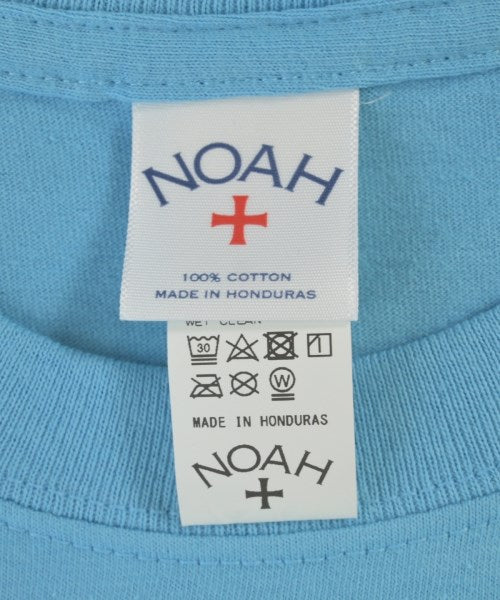 NOAH
100% COTTON
MADE IN HONDURAS
WET CLEAN
30
W
MADE IN HONDURAS
NOAH